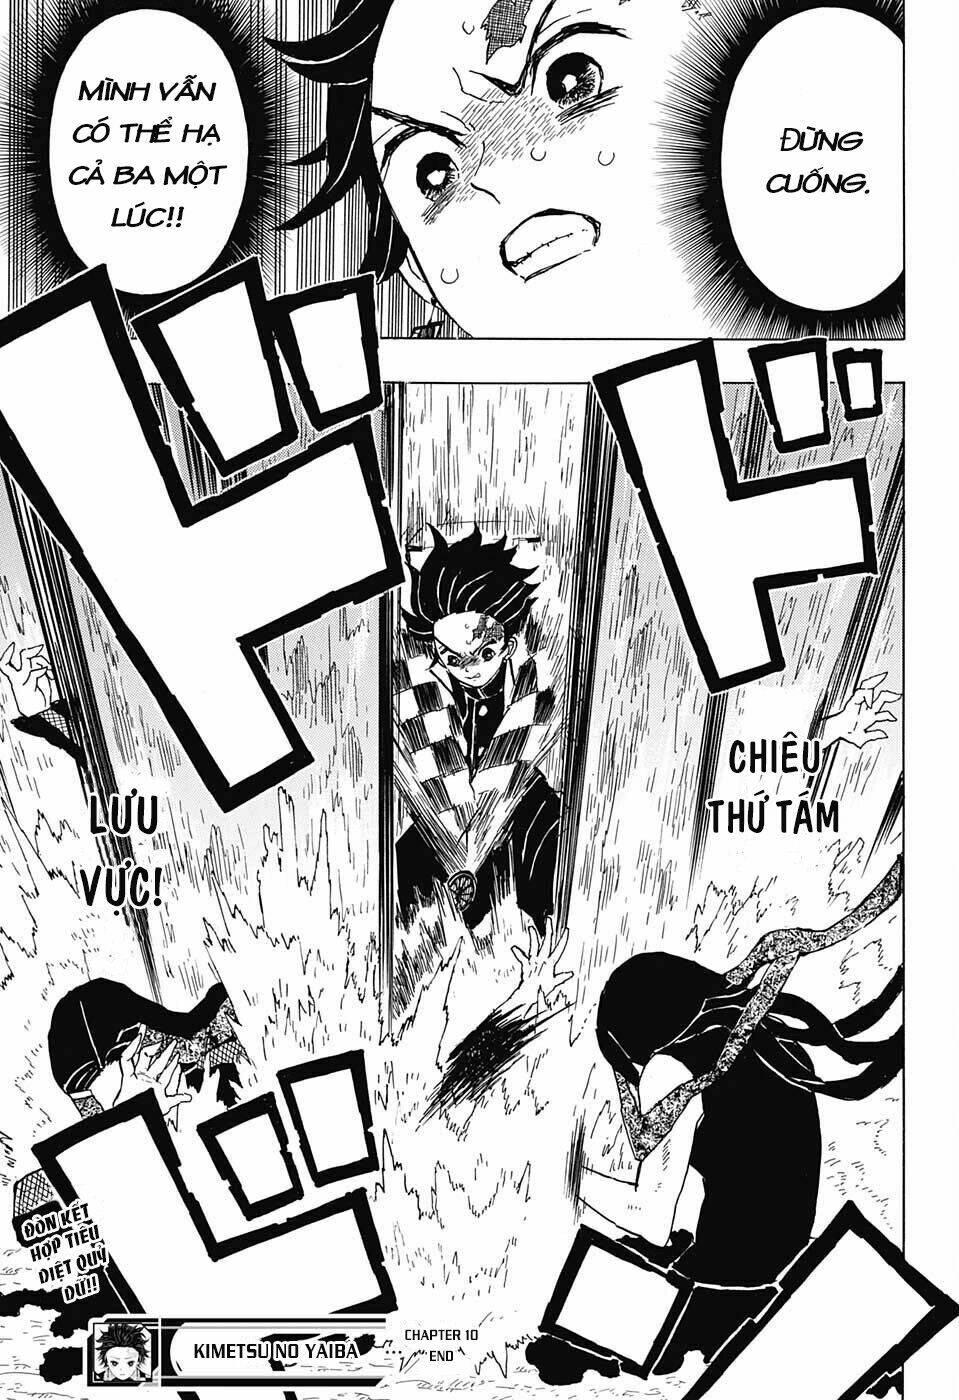 ĐỪNG
CUỐNG.
MÌNH VẪN
CÓ THỂ HẠ
CẢ BA MỘT
LÚC!!
ド
ド
CHIÊU
THỨ TÁM
LƯU
VỰC!
ド
ĐÒN KẾT
HỢP TIÊU
DIỆT QUỶ
DỮ!!
KIMETSU NO YAIBA
CHAPTER 10
... END